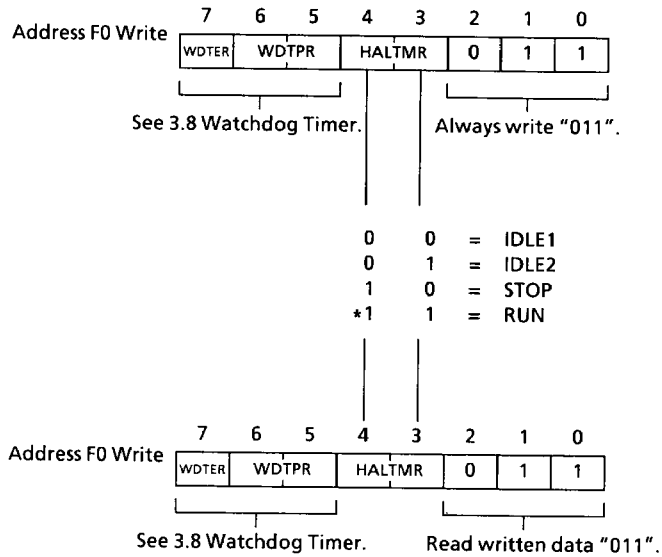 7 6 5 4 3 2 1 0
Address F0 Write WDTER WDTPR HALTMR 0 1 1
See 3.8 Watchdog Timer. Always write "011".
0 0 = IDLE1
0 1 = IDLE2
1 0 = STOP
*1 1 = RUN
7 6 5 4 3 2 1 0
Address F0 Write WDTER WDTPR HALTMR 0 1 1
See 3.8 Watchdog Timer. Read written data "011".